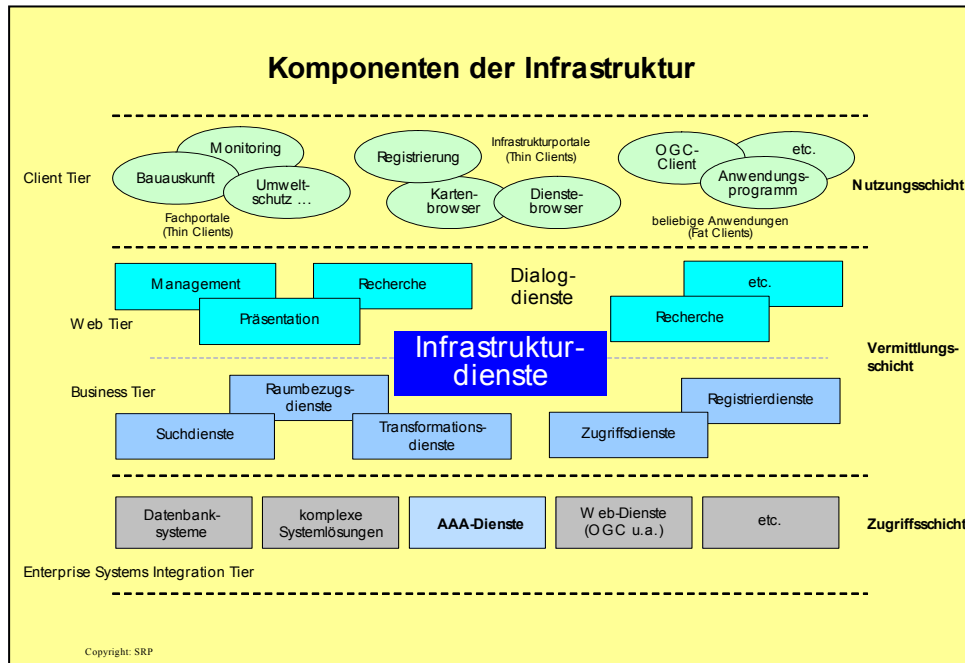 Komponenten der Infrastruktur
Client Tier
Monitoring
Bauauskunft
Umwelt-
schutz ...
Fachportale
(Thin Clients)
Registrierung
Infrastrukturportale
(Thin Clients)
Karten-
browser
Dienste-
browser
OGC-
Client
etc.
Anwendungs-
programm
beliebige Anwendungen
(Fat Clients)
Nutzungsschicht
Management
Recherche
Präsentation
Dialog-
dienste
etc.
Recherche
Web Tier
Infrastruktur-
dienste
Vermittlungs-
schicht
Business Tier
Raumbezugs-
dienste
Suchdienste
Transformations-
dienste
Registrierdienste
Zugriffsdienste
Datenbank-
systeme
komplexe
Systemlösungen
AAA-Dienste
Web-Dienste
(OGC u.a.)
etc.
Zugriffsschicht
Enterprise Systems Integration Tier
Copyright: SRP